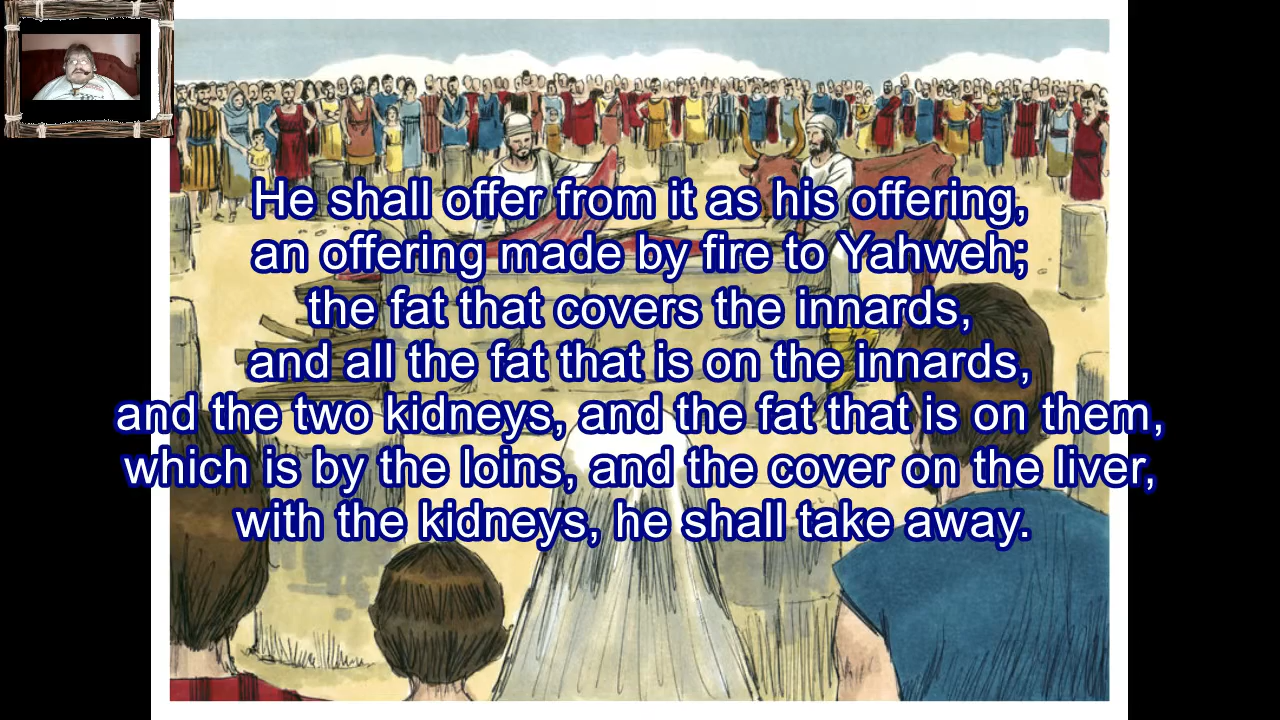 He shall offer from it as his offering,
an offering made by fire to Yahweh;
the fat that covers the innards,
and all the fat that is on the innards,
and the two kidneys, and the fat that is on them,
which is by the loins, and the cover on the liver,
with the kidneys, he shall take away.